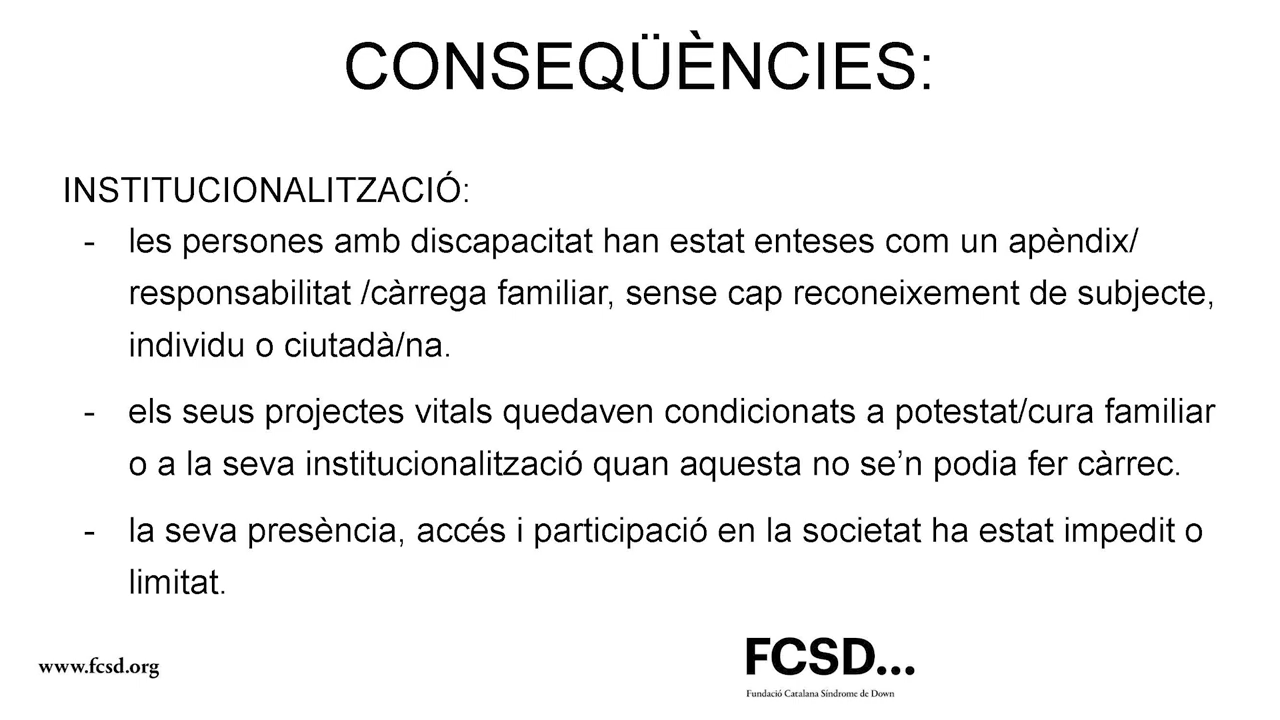 CONSEQÜÈNCIES:
INSTITUCIONALITZACIÓ:
- les persones amb discapacitat han estat enteses com un apèndix/
responsabilitat /càrrega familiar, sense cap reconeixement de subjecte,
individu o ciutadà/na.
- els seus projectes vitals quedaven condicionats a potestat/cura familiar
o a la seva institucionalització quan aquesta no se’n podia fer càrrec.
- la seva presència, accés i participació en la societat ha estat impedit o
limitat.
www.fcsd.org
FCSD...
Fundació Catalana Síndrome de Down